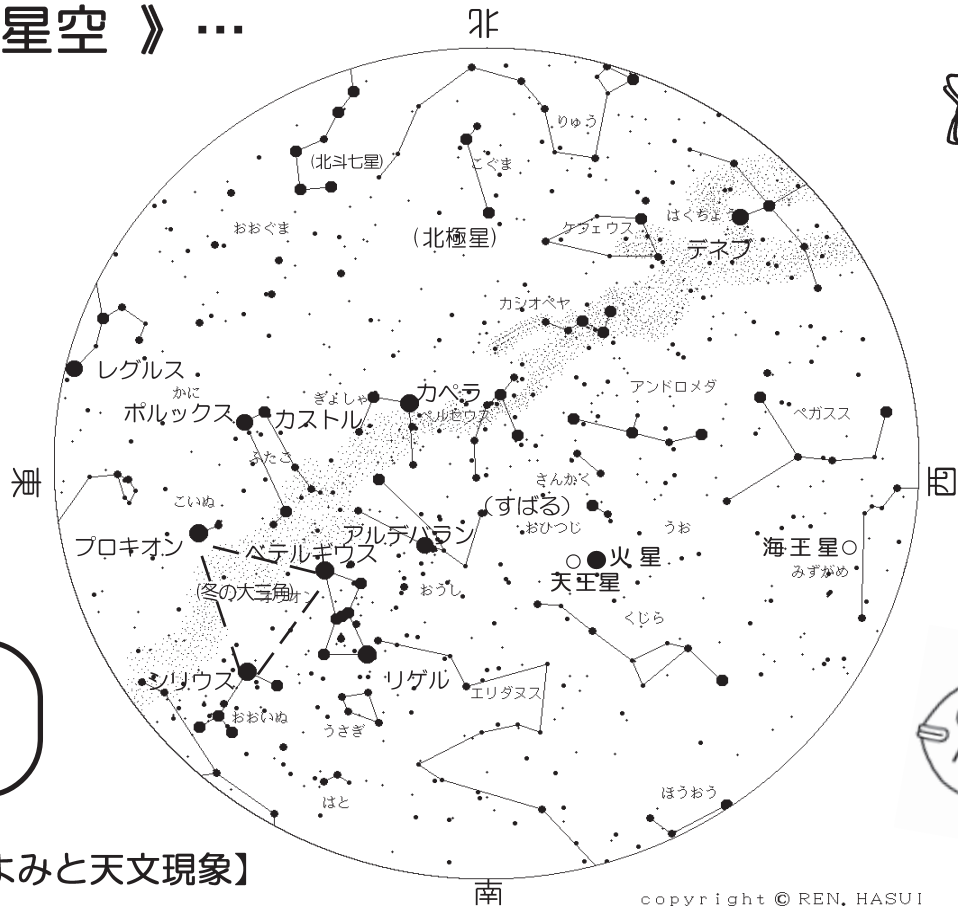 星空 》…
北
りゅう
(北斗七星)
こぐま
はくちょう
おおぐま
(北極星)
ケフェウス
デネブ
カシオペヤ
レグルス
アンドロメダ
かに
ぎょしゃ
カペラ
ポルックス
カストル
ペルセウス
ペガスス
ふたご
東
西
さんかく
こいぬ
(すばる)
アルデバラン
おひつじ
うお
プロキオン
ベテルギウス
火星
海王星
天王星
みずがめ
(冬の大三角)
オリオン
おうし
くじら
シリウス
リゲル
エリダヌス
おおいぬ
うさぎ
はと
ほうおう
よみと天文現象】
南
copyright © REN. HASUI